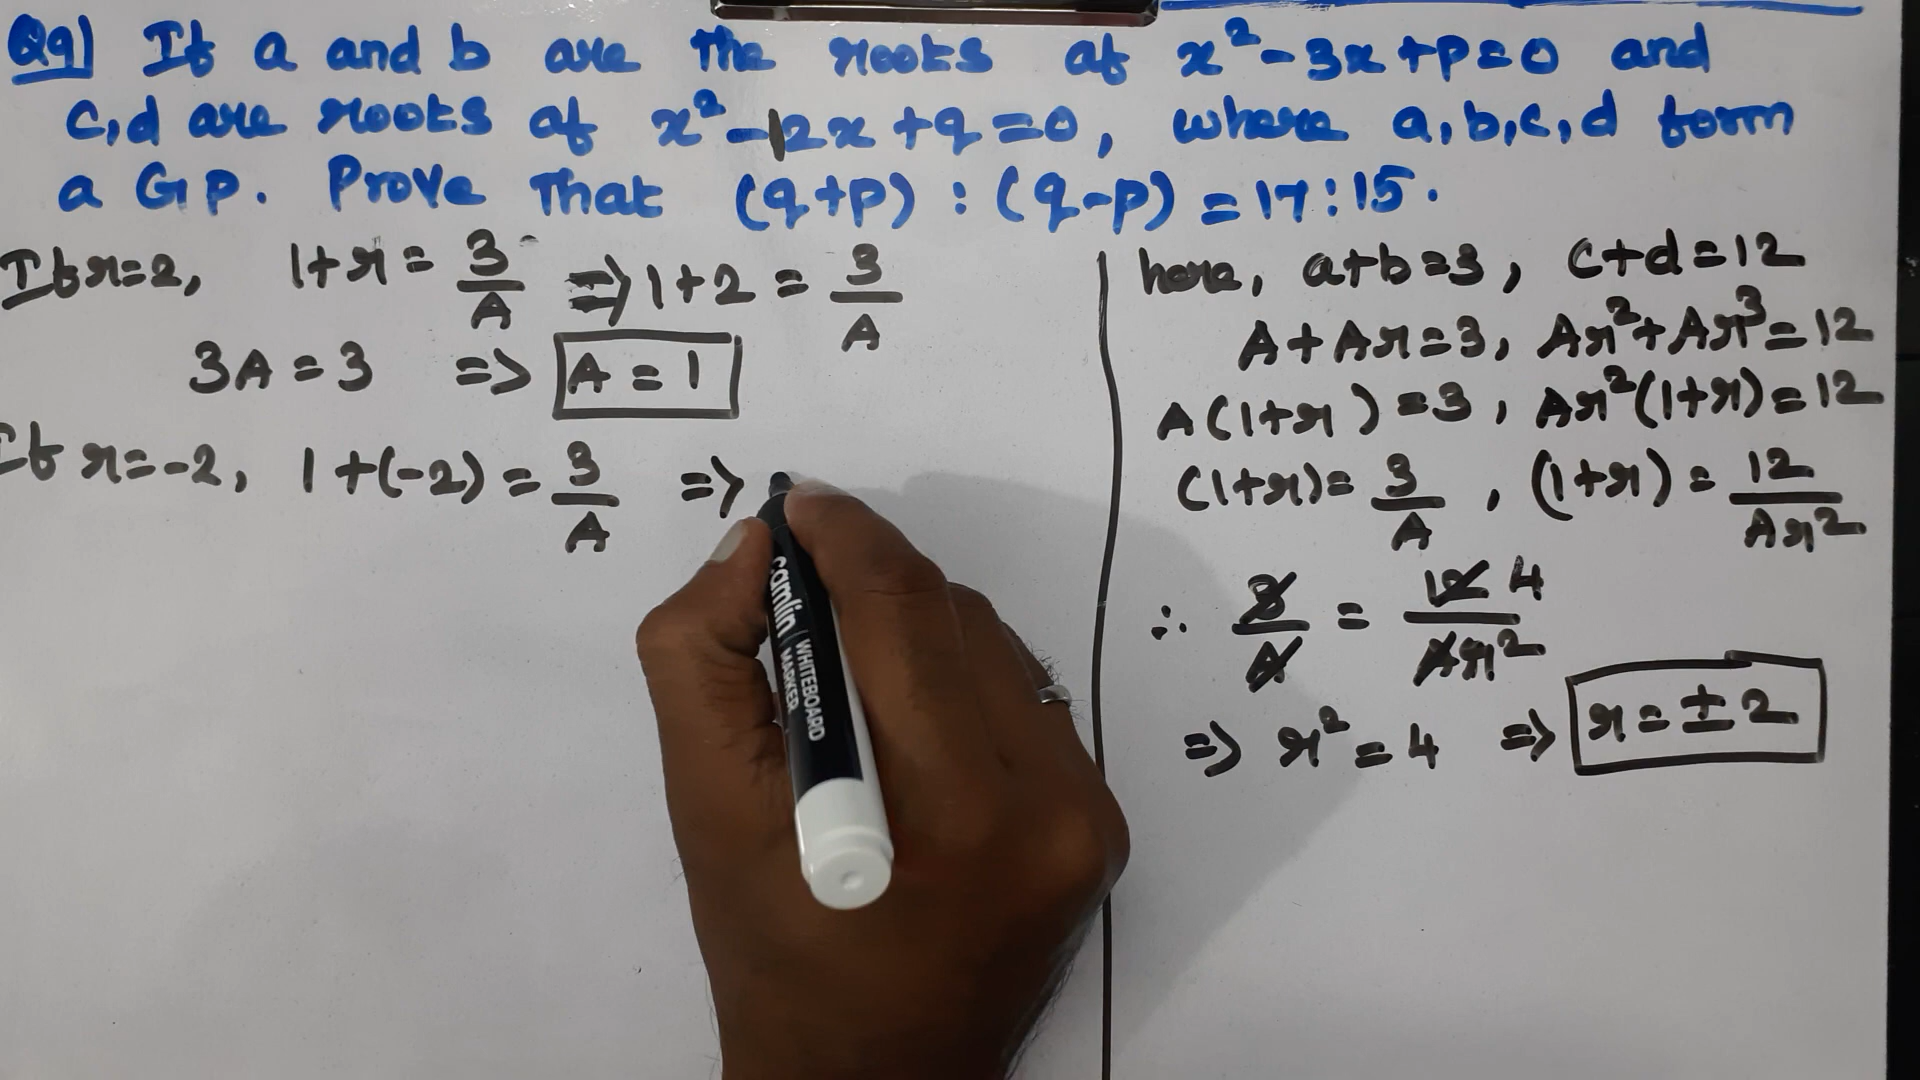 Q9] If a and b are the roots of x²-3x+p=0 and
c,d are roots of x²-12x+q=0, where a,b,c,d form
a G.P. Prove that (q+p) : (q-p) = 17:15.
If r=2, 1+r = 3/A => 1+2 = 3/A
3A = 3 => A = 1
If r=-2, 1+(-2) = 3/A =>
here, a+b=3, c+d=12
A+Ar=3, Ar²+Ar³=12
A(1+r)=3, Ar²(1+r)=12
(1+r)= 3/A , (1+r) = 12/Ar²
∴ 3/A = 12 4/Ar²
=> r² = 4 => r = ±2
camlin WHITEBOARD
MARKER